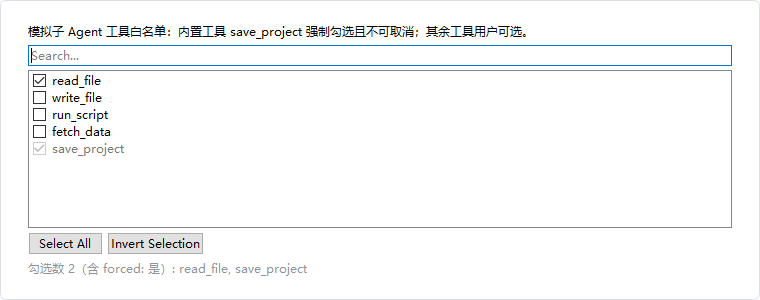 模拟子 Agent 工具白名单：内置工具 save_project 强制勾选且不可取消；其余工具用户可选。
Search...
read_file
write_file
run_script
fetch_data
save_project
Select All Invert Selection
勾选数 2（含 forced: 是）: read_file, save_project